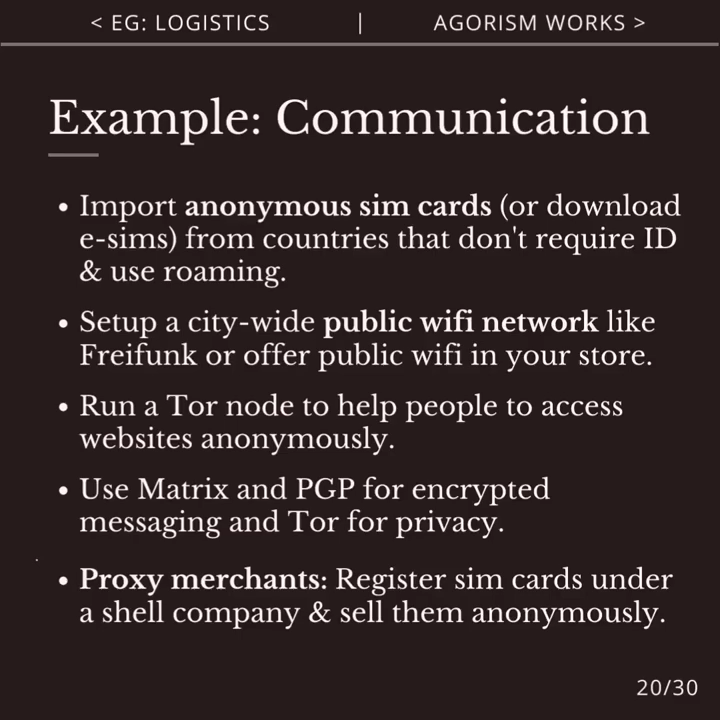 < EG: LOGISTICS | AGORISM WORKS >
Example: Communication
• Import anonymous sim cards (or download
e-sims) from countries that don't require ID
& use roaming.
• Setup a city-wide public wifi network like
Freifunk or offer public wifi in your store.
• Run a Tor node to help people to access
websites anonymously.
• Use Matrix and PGP for encrypted
messaging and Tor for privacy.
• Proxy merchants: Register sim cards under
a shell company & sell them anonymously.
20/30